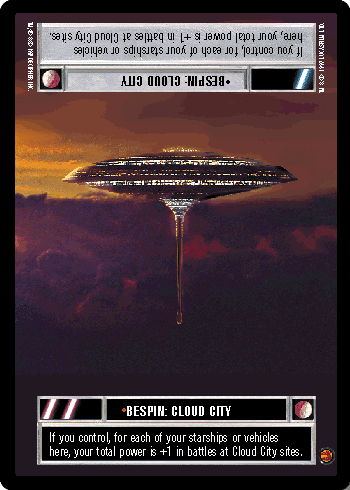 •BESPIN: CLOUD CITY
If you control, for each of your starships or vehicles
here, your total power is +1 in battles at Cloud City sites.
•BESPIN: CLOUD CITY
If you control, for each of your starships or vehicles
here, your total power is +1 in battles at Cloud City sites.